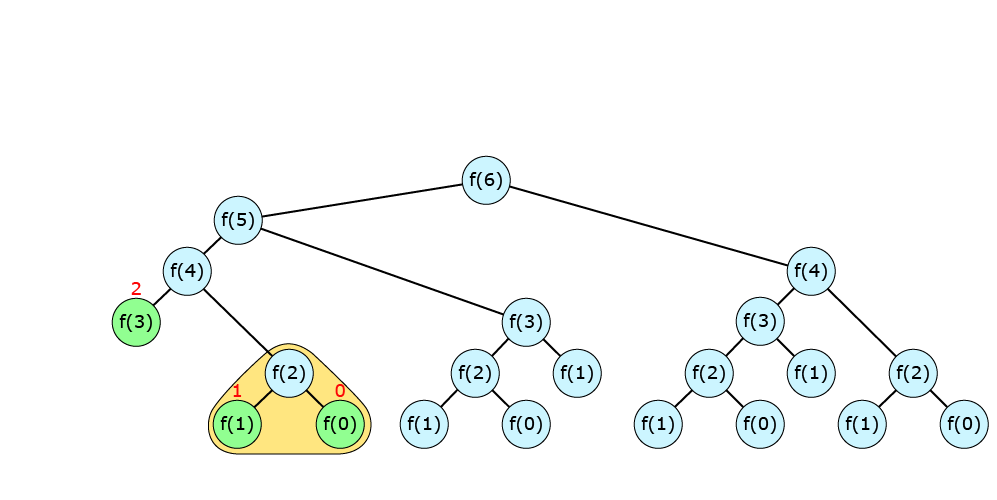 f(6)
f(5)
f(4) f(4)
2
f(3) f(3) f(3)
f(2) f(2) f(1) f(2) f(1) f(2)
1 0
f(1) f(0) f(1) f(0) f(1) f(0) f(1) f(0)